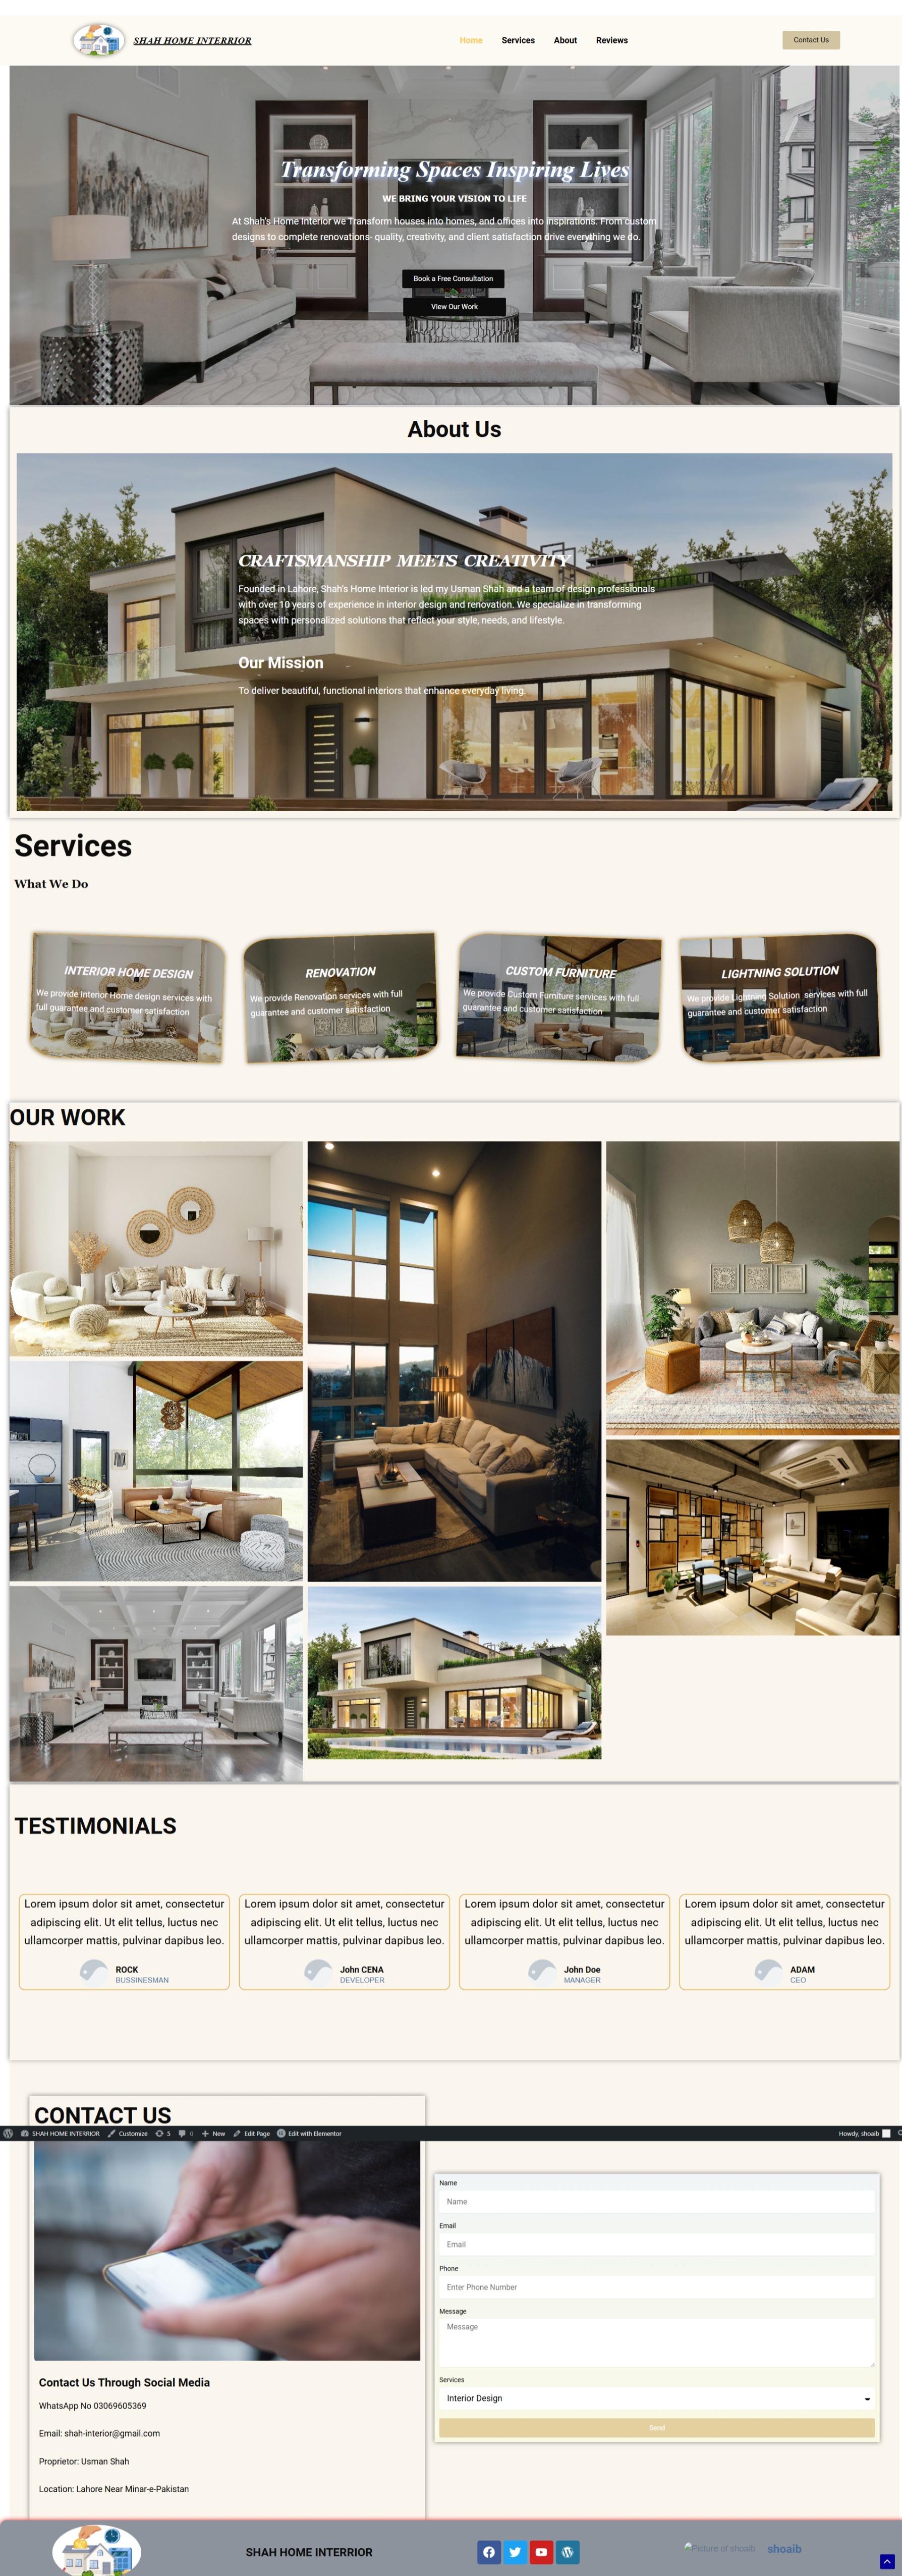 SHAH HOME INTERRIOR
Home
Services
About
Reviews
Contact Us
Transforming Spaces Inspiring Lives
WE BRING YOUR VISION TO LIFE
At Shah's Home Interior we Transform houses into homes, and offices into inspirations. From custom
designs to complete renovations- quality, creativity, and client satisfaction drive everything we do.
Book a Free Consultation
View Our Work
About Us
CRAFTSMANSHIP MEETS CREATIVITY
Founded in Lahore, Shah's Home Interior is led my Usman Shah and a team of design professionals
with over 10 years of experience in interior design and renovation. We specialize in transforming
spaces with personalized solutions that reflect your style, needs, and lifestyle.
Our Mission
To deliver beautiful, functional interiors that enhance everyday living.
Services
What We Do
INTERIOR HOME DESIGN
We provide Interior Home design services with
full guarantee and customer satisfaction
RENOVATION
We provide Renovation services with full
guarantee and customer satisfaction
CUSTOM FURNITURE
We provide Custom Furniture services with full
guarantee and customer satisfaction
LIGHTNING SOLUTION
We provide Lightning Solution services with full
guarantee and customer satisfaction
OUR WORK
TESTIMONIALS
Lorem ipsum dolor sit amet, consectetur
adipiscing elit. Ut elit tellus, luctus nec
ullamcorper mattis, pulvinar dapibus leo.
ROCK
BUSSINESMAN
Lorem ipsum dolor sit amet, consectetur
adipiscing elit. Ut elit tellus, luctus nec
ullamcorper mattis, pulvinar dapibus leo.
John CENA
DEVELOPER
Lorem ipsum dolor sit amet, consectetur
adipiscing elit. Ut elit tellus, luctus nec
ullamcorper mattis, pulvinar dapibus leo.
John Doe
MANAGER
Lorem ipsum dolor sit amet, consectetur
adipiscing elit. Ut elit tellus, luctus nec
ullamcorper mattis, pulvinar dapibus leo.
ADAM
CEO
CONTACT US
SHAH HOME INTERRIOR
Customize
5
0
New
Edit Page
Edit with Elementor
Howdy, shoaib
Name
Name
Email
Email
Phone
Enter Phone Number
Message
Message
Services
Interior Design
Send
Contact Us Through Social Media
WhatsApp No 03069605369
Email: shah-interior@gmail.com
Proprietor: Usman Shah
Location: Lahore Near Minar-e-Pakistan
SHAH HOME INTERRIOR
Picture of shoaib
shoaib